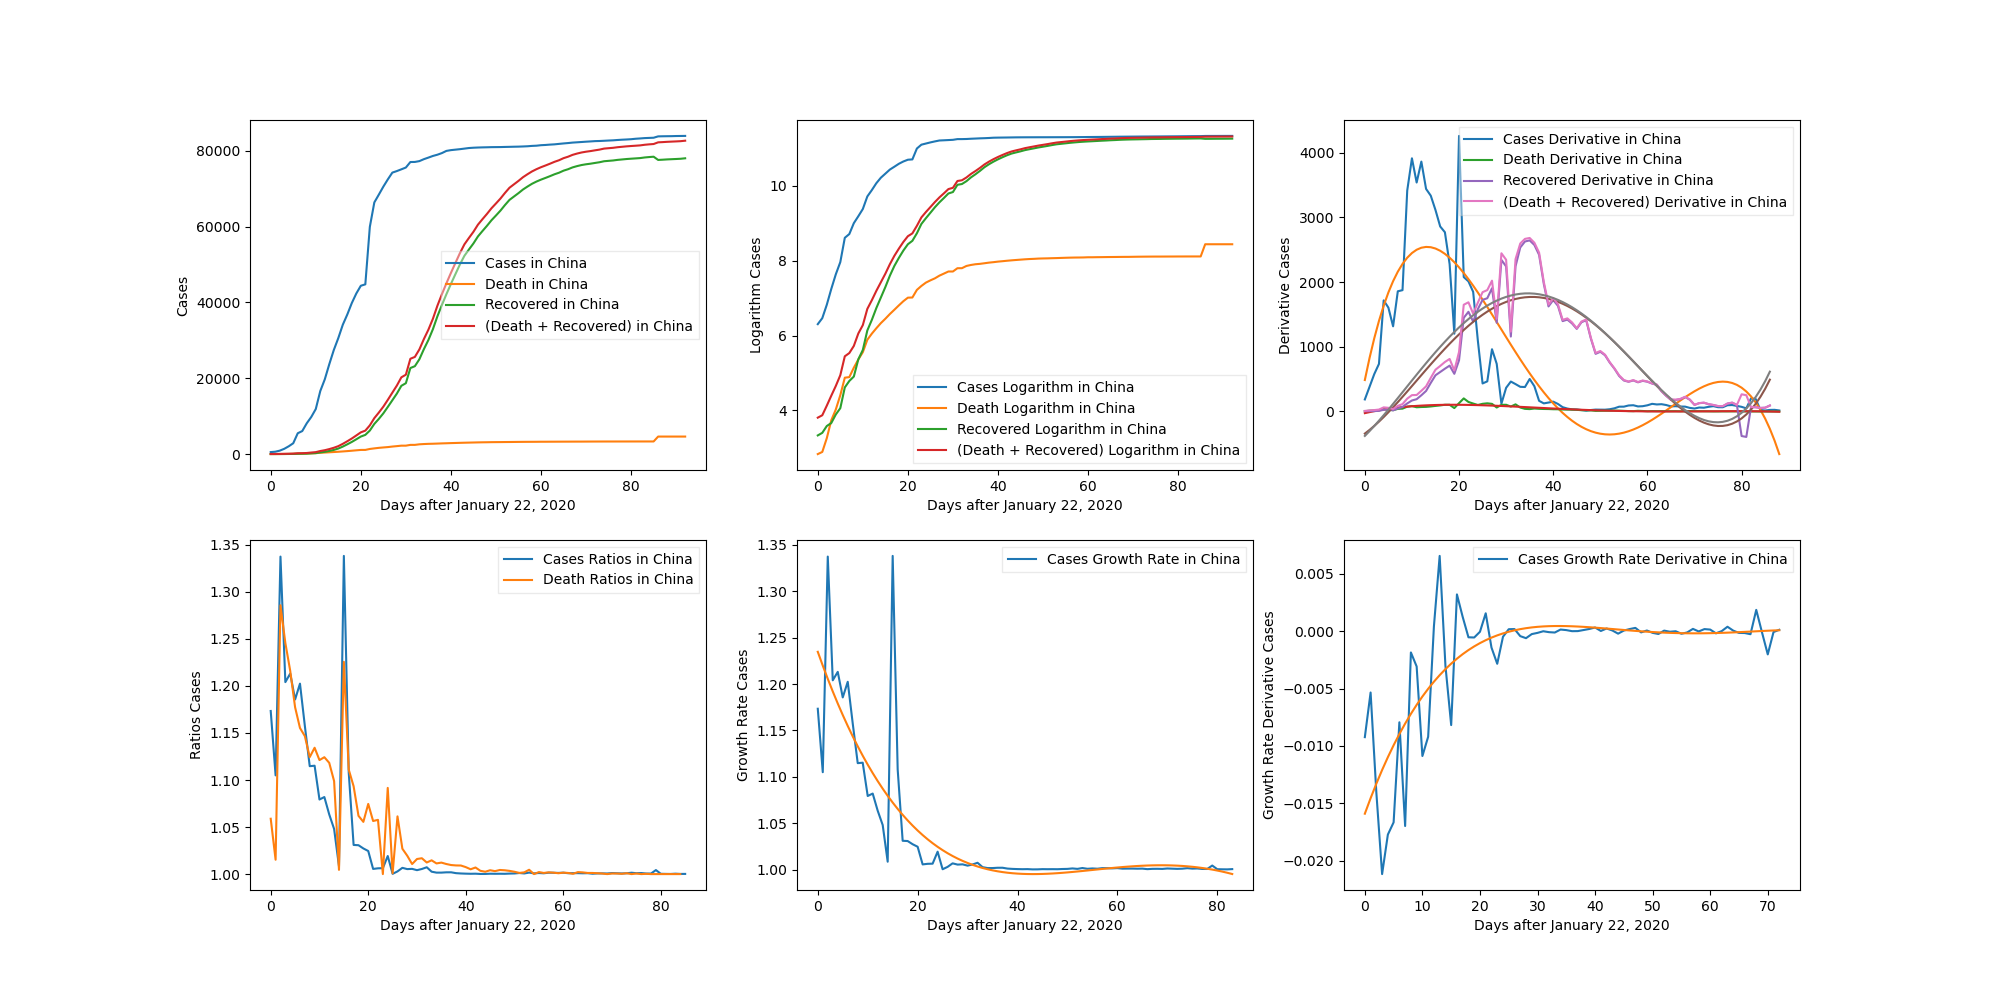 80000
60000
40000
20000
0
Cases
0 20 40 60 80
Days after January 22, 2020
Cases in China
Death in China
Recovered in China
(Death + Recovered) in China
10
8
6
4
Logarithm Cases
0 20 40 60 80
Days after January 22, 2020
Cases Logarithm in China
Death Logarithm in China
Recovered Logarithm in China
(Death + Recovered) Logarithm in China
4000
3000
2000
1000
0
Derivative Cases
0 20 40 60 80
Days after January 22, 2020
Cases Derivative in China
Death Derivative in China
Recovered Derivative in China
(Death + Recovered) Derivative in China
1.35
1.30
1.25
1.20
1.15
1.10
1.05
1.00
Ratios Cases
0 20 40 60 80
Days after January 22, 2020
Cases Ratios in China
Death Ratios in China
1.35
1.30
1.25
1.20
1.15
1.10
1.05
1.00
Growth Rate Cases
0 20 40 60 80
Days after January 22, 2020
Cases Growth Rate in China
0.005
0.000
−0.005
−0.010
−0.015
−0.020
Growth Rate Derivative Cases
0 10 20 30 40 50 60 70
Days after January 22, 2020
Cases Growth Rate Derivative in China